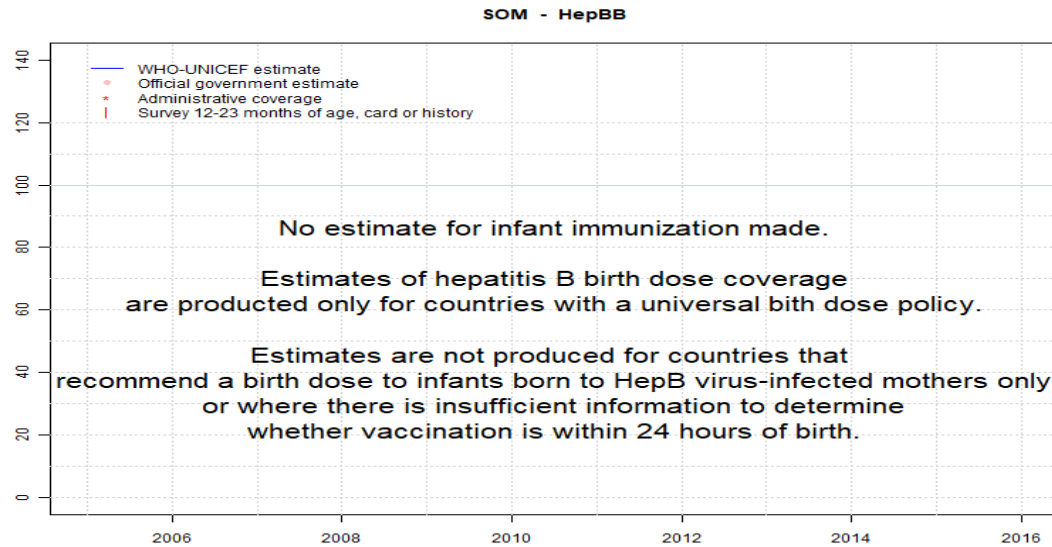 SOM - HepBB
WHO-UNICEF estimate
Official government estimate
Administrative coverage
Survey 12-23 months of age, card or history
140
120
100
80
60
40
20
0
No estimate for infant immunization made.
Estimates of hepatitis B birth dose coverage
are producted only for countries with a universal bith dose policy.
Estimates are not produced for countries that
recommend a birth dose to infants born to HepB virus-infected mothers only
or where there is insufficient information to determine
whether vaccination is within 24 hours of birth.
2006 2008 2010 2012 2014 2016